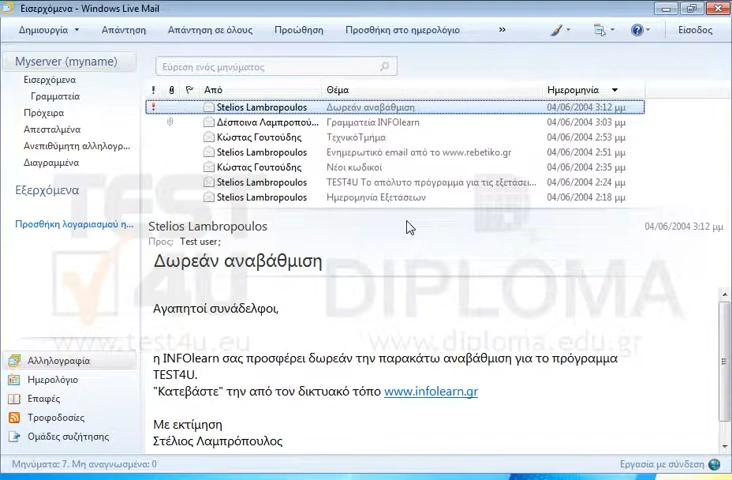 Εισερχόμενα - Windows Live Mail
Δημιουργία Απάντηση Απάντηση σε όλους Προώθηση Προσθήκη στο ημερολόγιο » Είσοδος
Myserver (myname)
Εισερχόμενα
Γραμματεία
Πρόχειρα
Απεσταλμένα
Ανεπιθύμητη αλληλογρ...
Διαγραμμένα
Εξερχόμενα
Προσθήκη λογαριασμού η...
Αλληλογραφία
Ημερολόγιο
Επαφές
Τροφοδοσίες
Ομάδες συζήτησης
Εύρεση ενός μηνύματος
! Από Θέμα Ημερομηνία
! Stelios Lambropoulos Δωρεάν αναβάθμιση 04/06/2004 3:12 μμ
Δέσποινα Λαμπροπού... Γραμματεία INFOlearn 04/06/2004 3:03 μμ
Κώστας Γουτούδης ΤεχνικόΤμήμα 04/06/2004 2:53 μμ
Stelios Lambropoulos Ενημερωτικό email από το www.rebetiko.gr 04/06/2004 2:51 μμ
Κώστας Γουτούδης Νέοι κωδικοί 04/06/2004 2:35 μμ
Stelios Lambropoulos TEST4U Το απόλυτο πρόγραμμα για τις εξετάσει... 04/06/2004 2:24 μμ
Stelios Lambropoulos Ημερομηνία Εξετάσεων 04/06/2004 2:18 μμ
Stelios Lambropoulos 04/06/2004 3:12 μμ
Προς: Test user;
Δωρεάν αναβάθμιση
Αγαπητοί συνάδελφοι,
η INFOlearn σας προσφέρει δωρεάν την παρακάτω αναβάθμιση για το πρόγραμμα
TEST4U.
"Κατεβάστε" την από τον δικτυακό τόπο www.infolearn.gr
Με εκτίμηση
Στέλιος Λαμπρόπουλος
TEST
4U
www.test4u.eu
DIPLOMA
www.diploma.edu.gr
Μηνύματα: 7. Μη αναγνωσμένα: 0 Εργασία με σύνδεση